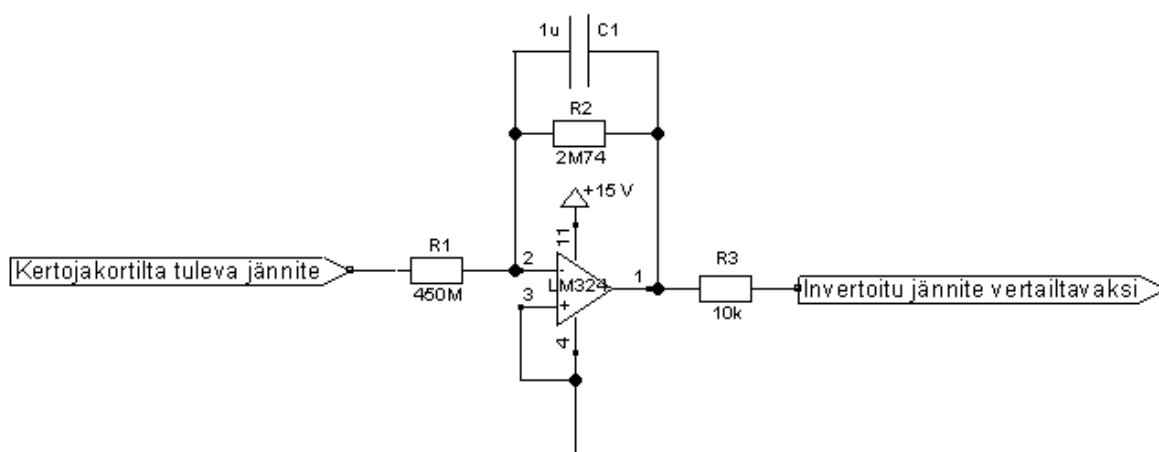 1u C1
R2
2M74
+15 V
11
R1
Kertojakortilta tuleva jännite
450M
2
-
LM324
3
+
4
1
R3
10k
Invertoitu jännite vertailtavaksi